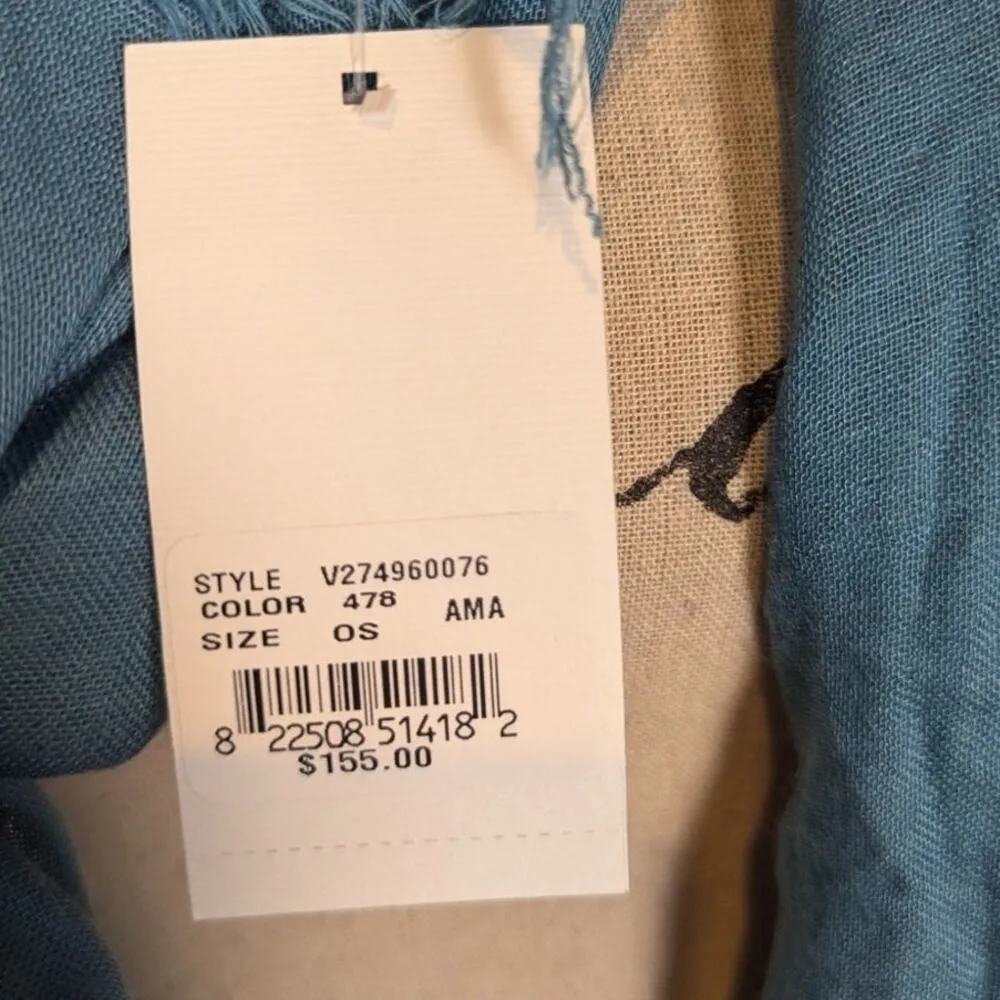 STYLE V274960076
COLOR 478 AMA
SIZE OS
8 22508 51418 2
$155.00